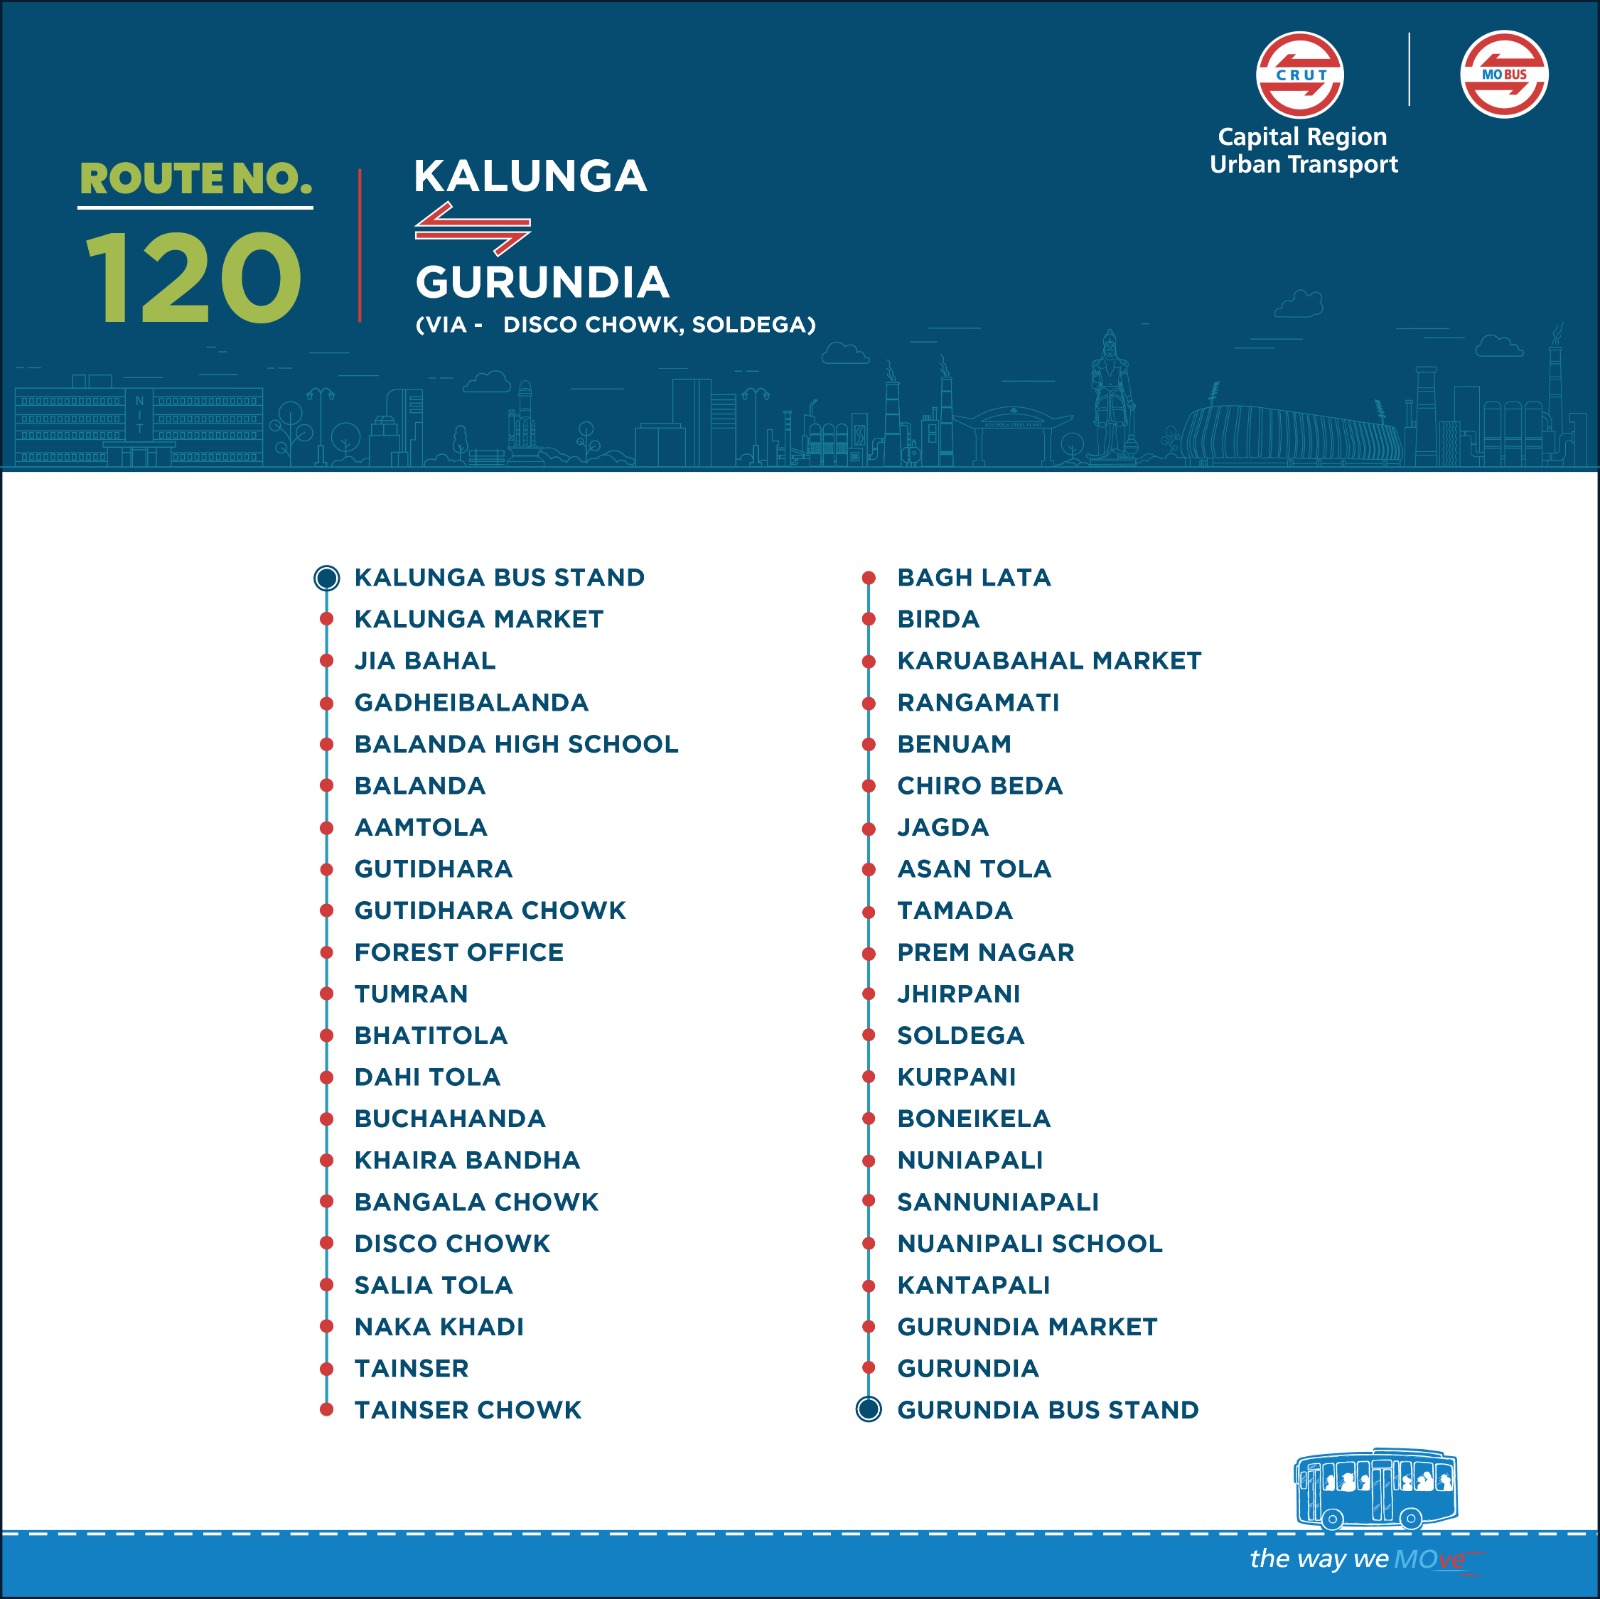 CRUT
MO BUS
Capital Region
Urban Transport
ROUTE NO.
120
KALUNGA
GURUNDIA
(VIA - DISCO CHOWK, SOLDEGA)
NIT
ROURKELA STEEL PLANT
KALUNGA BUS STAND
KALUNGA MARKET
JIA BAHAL
GADHEIBALANDA
BALANDA HIGH SCHOOL
BALANDA
AAMTOLA
GUTIDHARA
GUTIDHARA CHOWK
FOREST OFFICE
TUMRAN
BHATITOLA
DAHI TOLA
BUCHAHANDA
KHAIRA BANDHA
BANGALA CHOWK
DISCO CHOWK
SALIA TOLA
NAKA KHADI
TAINSER
TAINSER CHOWK
BAGH LATA
BIRDA
KARUABAHAL MARKET
RANGAMATI
BENUAM
CHIRO BEDA
JAGDA
ASAN TOLA
TAMADA
PREM NAGAR
JHIRPANI
SOLDEGA
KURPANI
BONEIKELA
NUNIAPALI
SANNUNIAPALI
NUANIPALI SCHOOL
KANTAPALI
GURUNDIA MARKET
GURUNDIA
GURUNDIA BUS STAND
the way we MOve